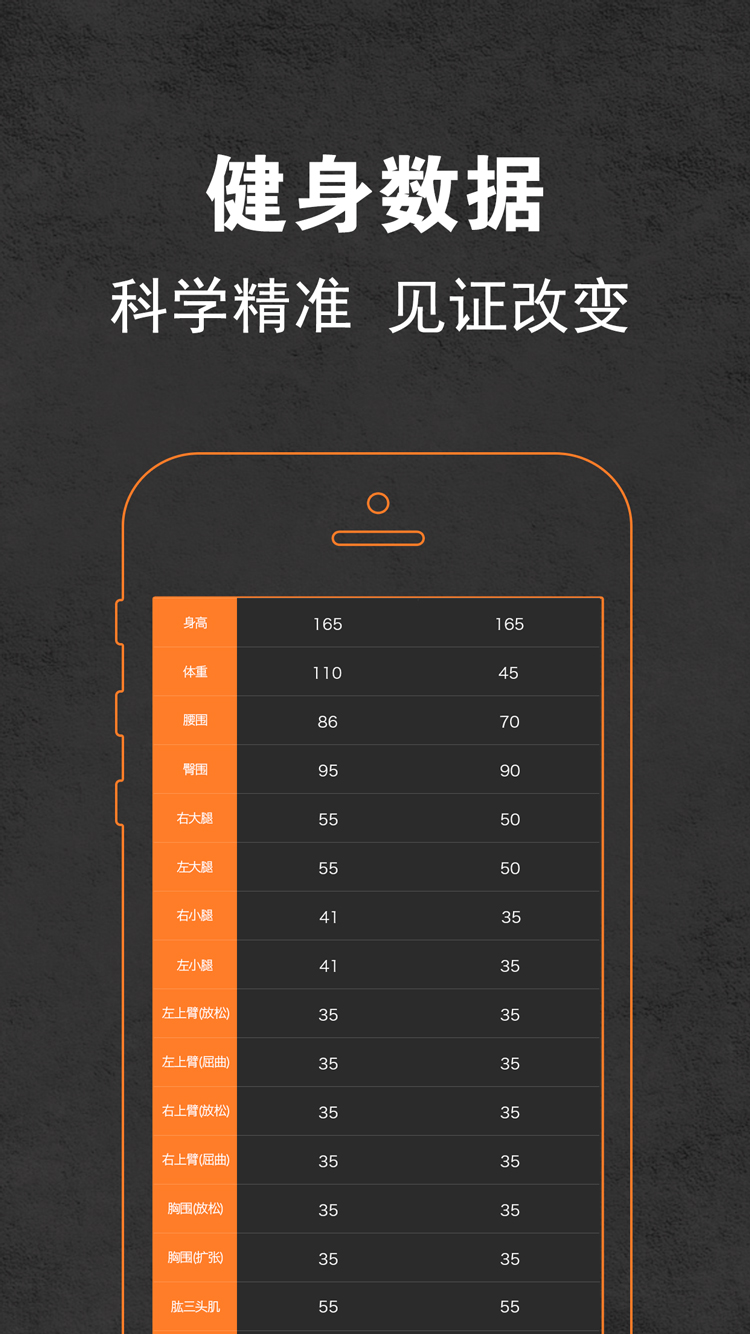 健身数据
科学精准 见证改变
身高 165 165
体重 110 45
腰围 86 70
臀围 95 90
右大腿 55 50
左大腿 55 50
右小腿 41 35
左小腿 41 35
左上臂(放松) 35 35
左上臂(屈曲) 35 35
右上臂(放松) 35 35
右上臂(屈曲) 35 35
胸围(放松) 35 35
胸围(扩张) 35 35
肱三头肌 55 55